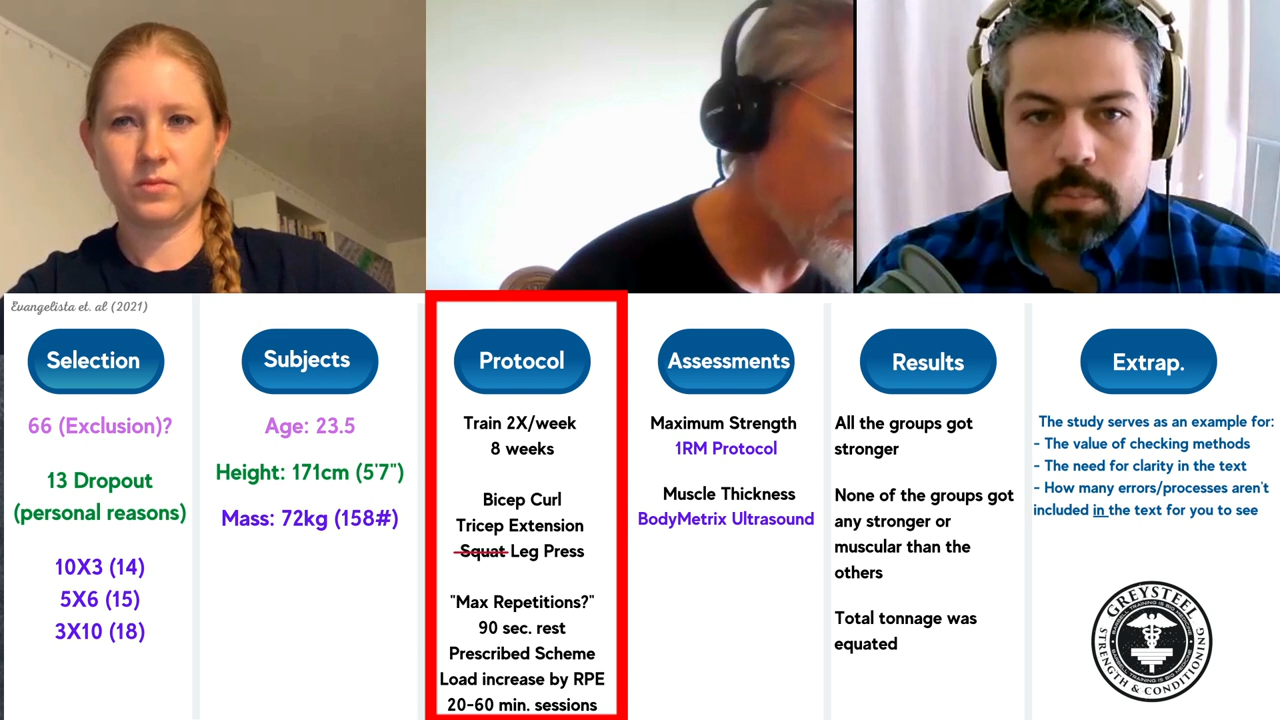 Evangelista et. al (2021)
Selection
66 (Exclusion)?
13 Dropout
(personal reasons)
10X3 (14)
5X6 (15)
3X10 (18)
Subjects
Age: 23.5
Height: 171cm (5'7")
Mass: 72kg (158#)
Protocol
Train 2X/week
8 weeks
Bicep Curl
Tricep Extension
Squat Leg Press
"Max Repetitions?"
90 sec. rest
Prescribed Scheme
Load increase by RPE
20-60 min. sessions
Assessments
Maximum Strength
1RM Protocol
Muscle Thickness
BodyMetrix Ultrasound
Results
All the groups got
stronger
None of the groups got
any stronger or
muscular than the
others
Total tonnage was
equated
Extrap.
The study serves as an example for:
- The value of checking methods
- The need for clarity in the text
- How many errors/processes aren't
included in the text for you to see
GREYSTEEL
STRENGTH & CONDITIONING